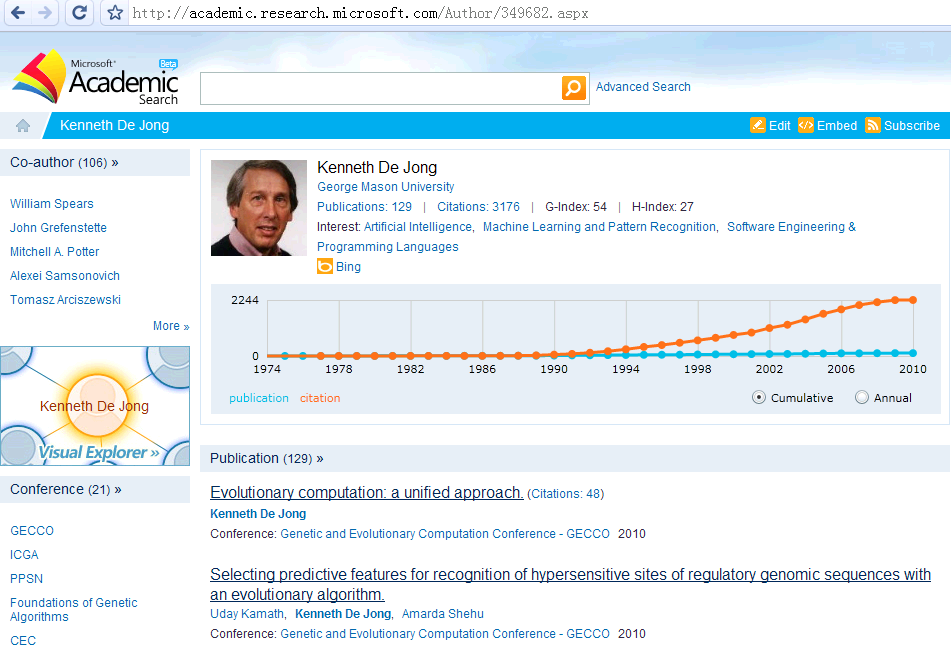 http://academic.research.microsoft.com/Author/349682.aspx
Microsoft®
Academic Beta
Search
Advanced Search
Kenneth De Jong
Edit Embed Subscribe
Co-author (106) »
William Spears
John Grefenstette
Mitchell A. Potter
Alexei Samsonovich
Tomasz Arciszewski
More »
Kenneth De Jong
Visual Explorer »
Conference (21) »
GECCO
ICGA
PPSN
Foundations of Genetic
Algorithms
CEC
Kenneth De Jong
George Mason University
Publications: 129 | Citations: 3176 | G-Index: 54 | H-Index: 27
Interest: Artificial Intelligence, Machine Learning and Pattern Recognition, Software Engineering &
Programming Languages
Bing
2244
0
1974 1978 1982 1986 1990 1994 1998 2002 2006 2010
publication citation Cumulative Annual
Publication (129) »
Evolutionary computation: a unified approach. (Citations: 48)
Kenneth De Jong
Conference: Genetic and Evolutionary Computation Conference - GECCO 2010
Selecting predictive features for recognition of hypersensitive sites of regulatory genomic sequences with
an evolutionary algorithm.
Uday Kamath, Kenneth De Jong, Amarda Shehu
Conference: Genetic and Evolutionary Computation Conference - GECCO 2010